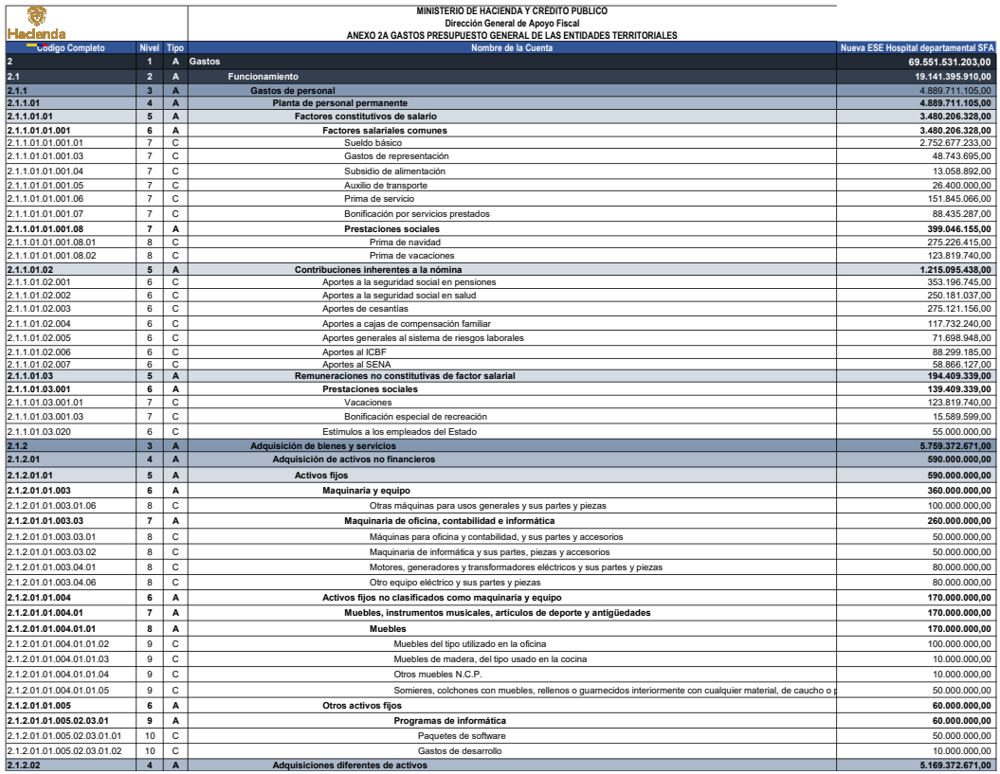 MINISTERIO DE HACIENDA Y CRÉDITO PÚBLICO
Dirección General de Apoyo Fiscal
Hacienda
ANEXO 2A GASTOS PRESUPUESTO GENERAL DE LAS ENTIDADES TERRITORIALES
Código Completo Nivel Tipo Nombre de la Cuenta Nueva ESE Hospital departamental SFA
2 1 A Gastos 69.551.531.203,00
2.1 2 A Funcionamiento 19.141.395.910,00
2.1.1 3 A Gastos de personal 4.889.711.105,00
2.1.1.01 4 A Planta de personal permanente 4.889.711.105,00
2.1.1.01.01 5 A Factores constitutivos de salario 3.480.206.328,00
2.1.1.01.01.001 6 A Factores salariales comunes 3.480.206.328,00
2.1.1.01.01.001.01 7 C Sueldo básico 2.752.677.233,00
2.1.1.01.01.001.03 7 C Gastos de representación 48.743.695,00
2.1.1.01.01.001.04 7 C Subsidio de alimentación 13.058.892,00
2.1.1.01.01.001.05 7 C Auxilio de transporte 26.400.000,00
2.1.1.01.01.001.06 7 C Prima de servicio 151.845.066,00
2.1.1.01.01.001.07 7 C Bonificación por servicios prestados 88.435.287,00
2.1.1.01.01.001.08 7 A Prestaciones sociales 399.046.155,00
2.1.1.01.01.001.08.01 8 C Prima de navidad 275.226.415,00
2.1.1.01.01.001.08.02 8 C Prima de vacaciones 123.819.740,00
2.1.1.01.02 5 A Contribuciones inherentes a la nómina 1.215.095.438,00
2.1.1.01.02.001 6 C Aportes a la seguridad social en pensiones 353.196.745,00
2.1.1.01.02.002 6 C Aportes a la seguridad social en salud 250.181.037,00
2.1.1.01.02.003 6 C Aportes de cesantías 275.121.156,00
2.1.1.01.02.004 6 C Aportes a cajas de compensación familiar 117.732.240,00
2.1.1.01.02.005 6 C Aportes generales al sistema de riesgos laborales 71.698.948,00
2.1.1.01.02.006 6 C Aportes al ICBF 88.299.185,00
2.1.1.01.02.007 6 C Aportes al SENA 58.866.127,00
2.1.1.01.03 5 A Remuneraciones no constitutivas de factor salarial 194.409.339,00
2.1.1.01.03.001 6 A Prestaciones sociales 139.409.339,00
2.1.1.01.03.001.01 7 C Vacaciones 123.819.740,00
2.1.1.01.03.001.03 7 C Bonificación especial de recreación 15.589.599,00
2.1.1.01.03.020 6 C Estímulos a los empleados del Estado 55.000.000,00
2.1.2 3 A Adquisición de bienes y servicios 5.759.372.671,00
2.1.2.01 4 A Adquisición de activos no financieros 590.000.000,00
2.1.2.01.01 5 A Activos fijos 590.000.000,00
2.1.2.01.01.003 6 A Maquinaria y equipo 360.000.000,00
2.1.2.01.01.003.01.06 8 C Otras máquinas para usos generales y sus partes y piezas 100.000.000,00
2.1.2.01.01.003.03 7 A Maquinaria de oficina, contabilidad e informática 260.000.000,00
2.1.2.01.01.003.03.01 8 C Máquinas para oficina y contabilidad, y sus partes y accesorios 50.000.000,00
2.1.2.01.01.003.03.02 8 C Maquinaria de informática y sus partes, piezas y accesorios 50.000.000,00
2.1.2.01.01.003.04.01 8 C Motores, generadores y transformadores eléctricos y sus partes y piezas 80.000.000,00
2.1.2.01.01.003.04.06 8 C Otro equipo eléctrico y sus partes y piezas 80.000.000,00
2.1.2.01.01.004 6 A Activos fijos no clasificados como maquinaria y equipo 170.000.000,00
2.1.2.01.01.004.01 7 A Muebles, instrumentos musicales, artículos de deporte y antigüedades 170.000.000,00
2.1.2.01.01.004.01.01 8 A Muebles 170.000.000,00
2.1.2.01.01.004.01.01.02 9 C Muebles del tipo utilizado en la oficina 100.000.000,00
2.1.2.01.01.004.01.01.03 9 C Muebles de madera, del tipo usado en la cocina 10.000.000,00
2.1.2.01.01.004.01.01.04 9 C Otros muebles N.C.P. 10.000.000,00
2.1.2.01.01.004.01.01.05 9 C Somieres, colchones con muebles, rellenos o guarnecidos interiormente con cualquier material, de caucho o p 50.000.000,00
2.1.2.01.01.005 6 A Otros activos fijos 60.000.000,00
2.1.2.01.01.005.02.03.01 9 A Programas de informática 60.000.000,00
2.1.2.01.01.005.02.03.01.01 10 C Paquetes de software 50.000.000,00
2.1.2.01.01.005.02.03.01.02 10 C Gastos de desarrollo 10.000.000,00
2.1.2.02 4 A Adquisiciones diferentes de activos 5.169.372.671,00